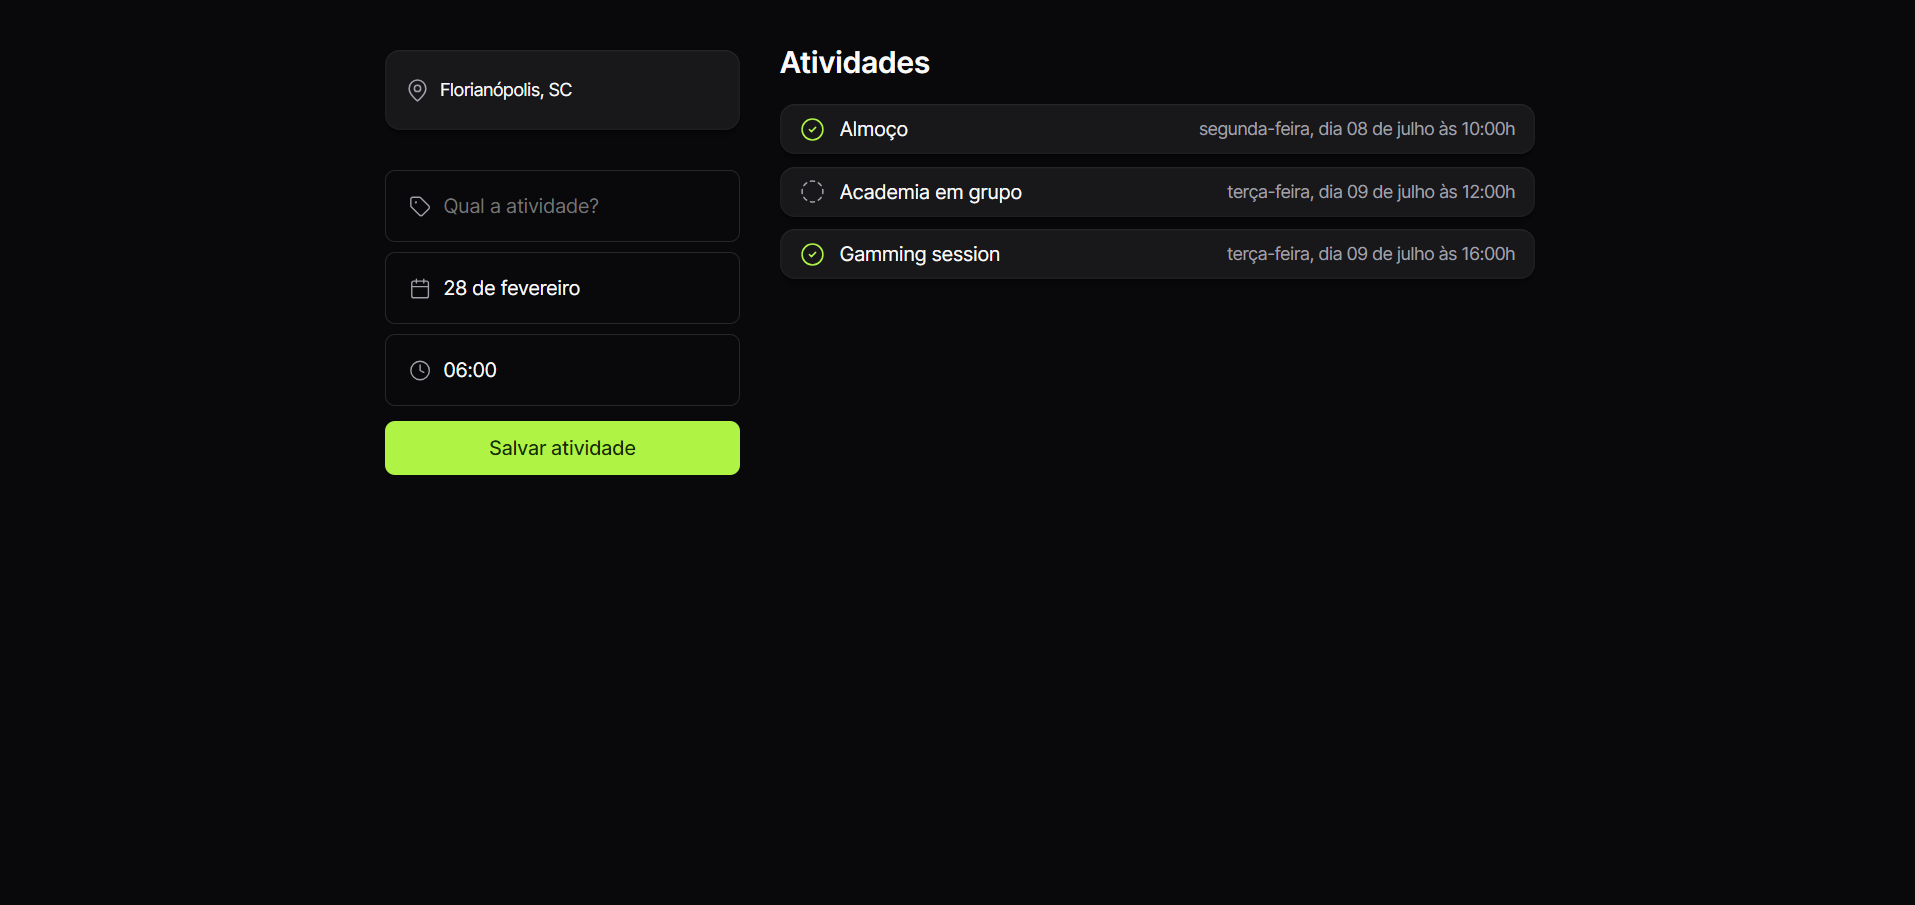 Florianópolis, SC
Qual a atividade?
28 de fevereiro
06:00
Salvar atividade
Atividades
Almoço segunda-feira, dia 08 de julho às 10:00h
Academia em grupo terça-feira, dia 09 de julho às 12:00h
Gamming session terça-feira, dia 09 de julho às 16:00h